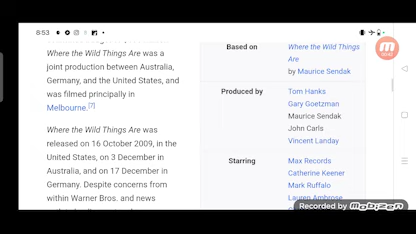 8:53
Where the Wild Things Are was a
joint production between Australia,
Germany, and the United States, and
was filmed principally in
Melbourne.[7]
Where the Wild Things Are was
released on 16 October 2009, in the
United States, on 3 December in
Australia, and on 17 December in
Germany. Despite concerns from
within Warner Bros. and news
Based on
Where the Wild Things
Are
by Maurice Sendak
Produced by
Tom Hanks
Gary Goetzman
Maurice Sendak
John Carls
Vincent Landay
Starring
Max Records
Catherine Keener
Mark Ruffalo
Lauren Ambrose
Recorded by Mobizen